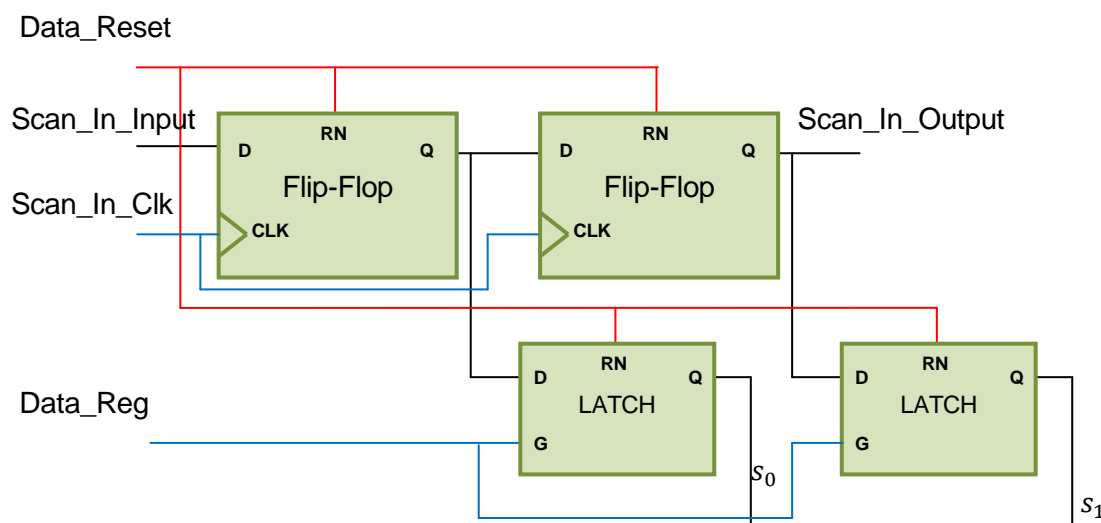 Data_Reset
Scan_In_Input
RN
RN
Scan_In_Output
D
Q
D
Q
Flip-Flop
Flip-Flop
Scan_In_Clk
CLK
CLK
RN
RN
D
Q
D
Q
Data_Reg
LATCH
LATCH
G
G
s₀
s₁